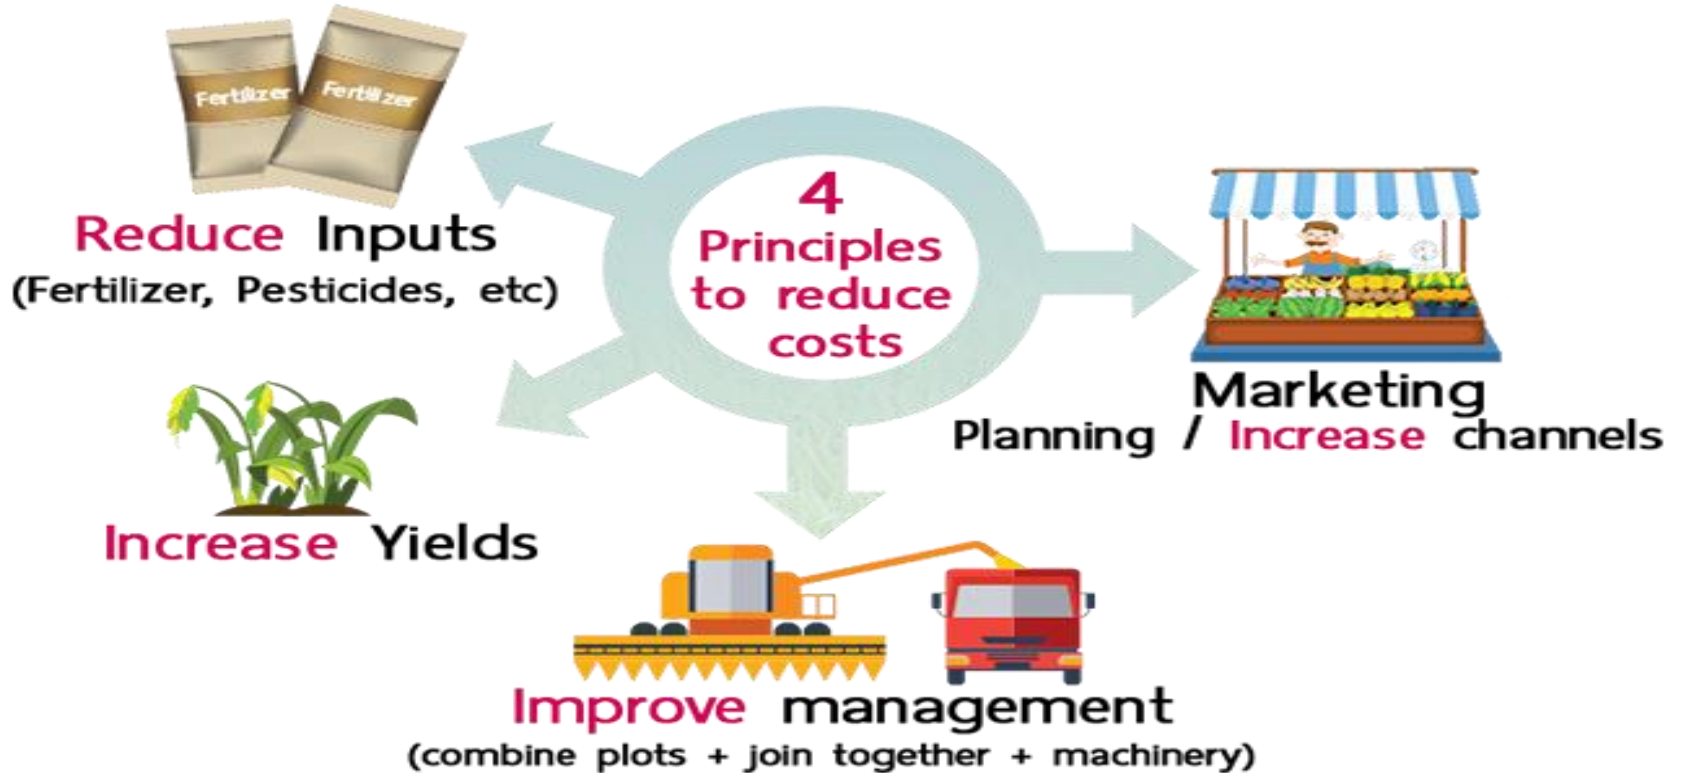 Fertilizer
Fertilizer
Reduce Inputs
(Fertilizer, Pesticides, etc)
4
Principles
to reduce
costs
Marketing
Planning / Increase channels
Increase Yields
Improve management
(combine plots + join together + machinery)